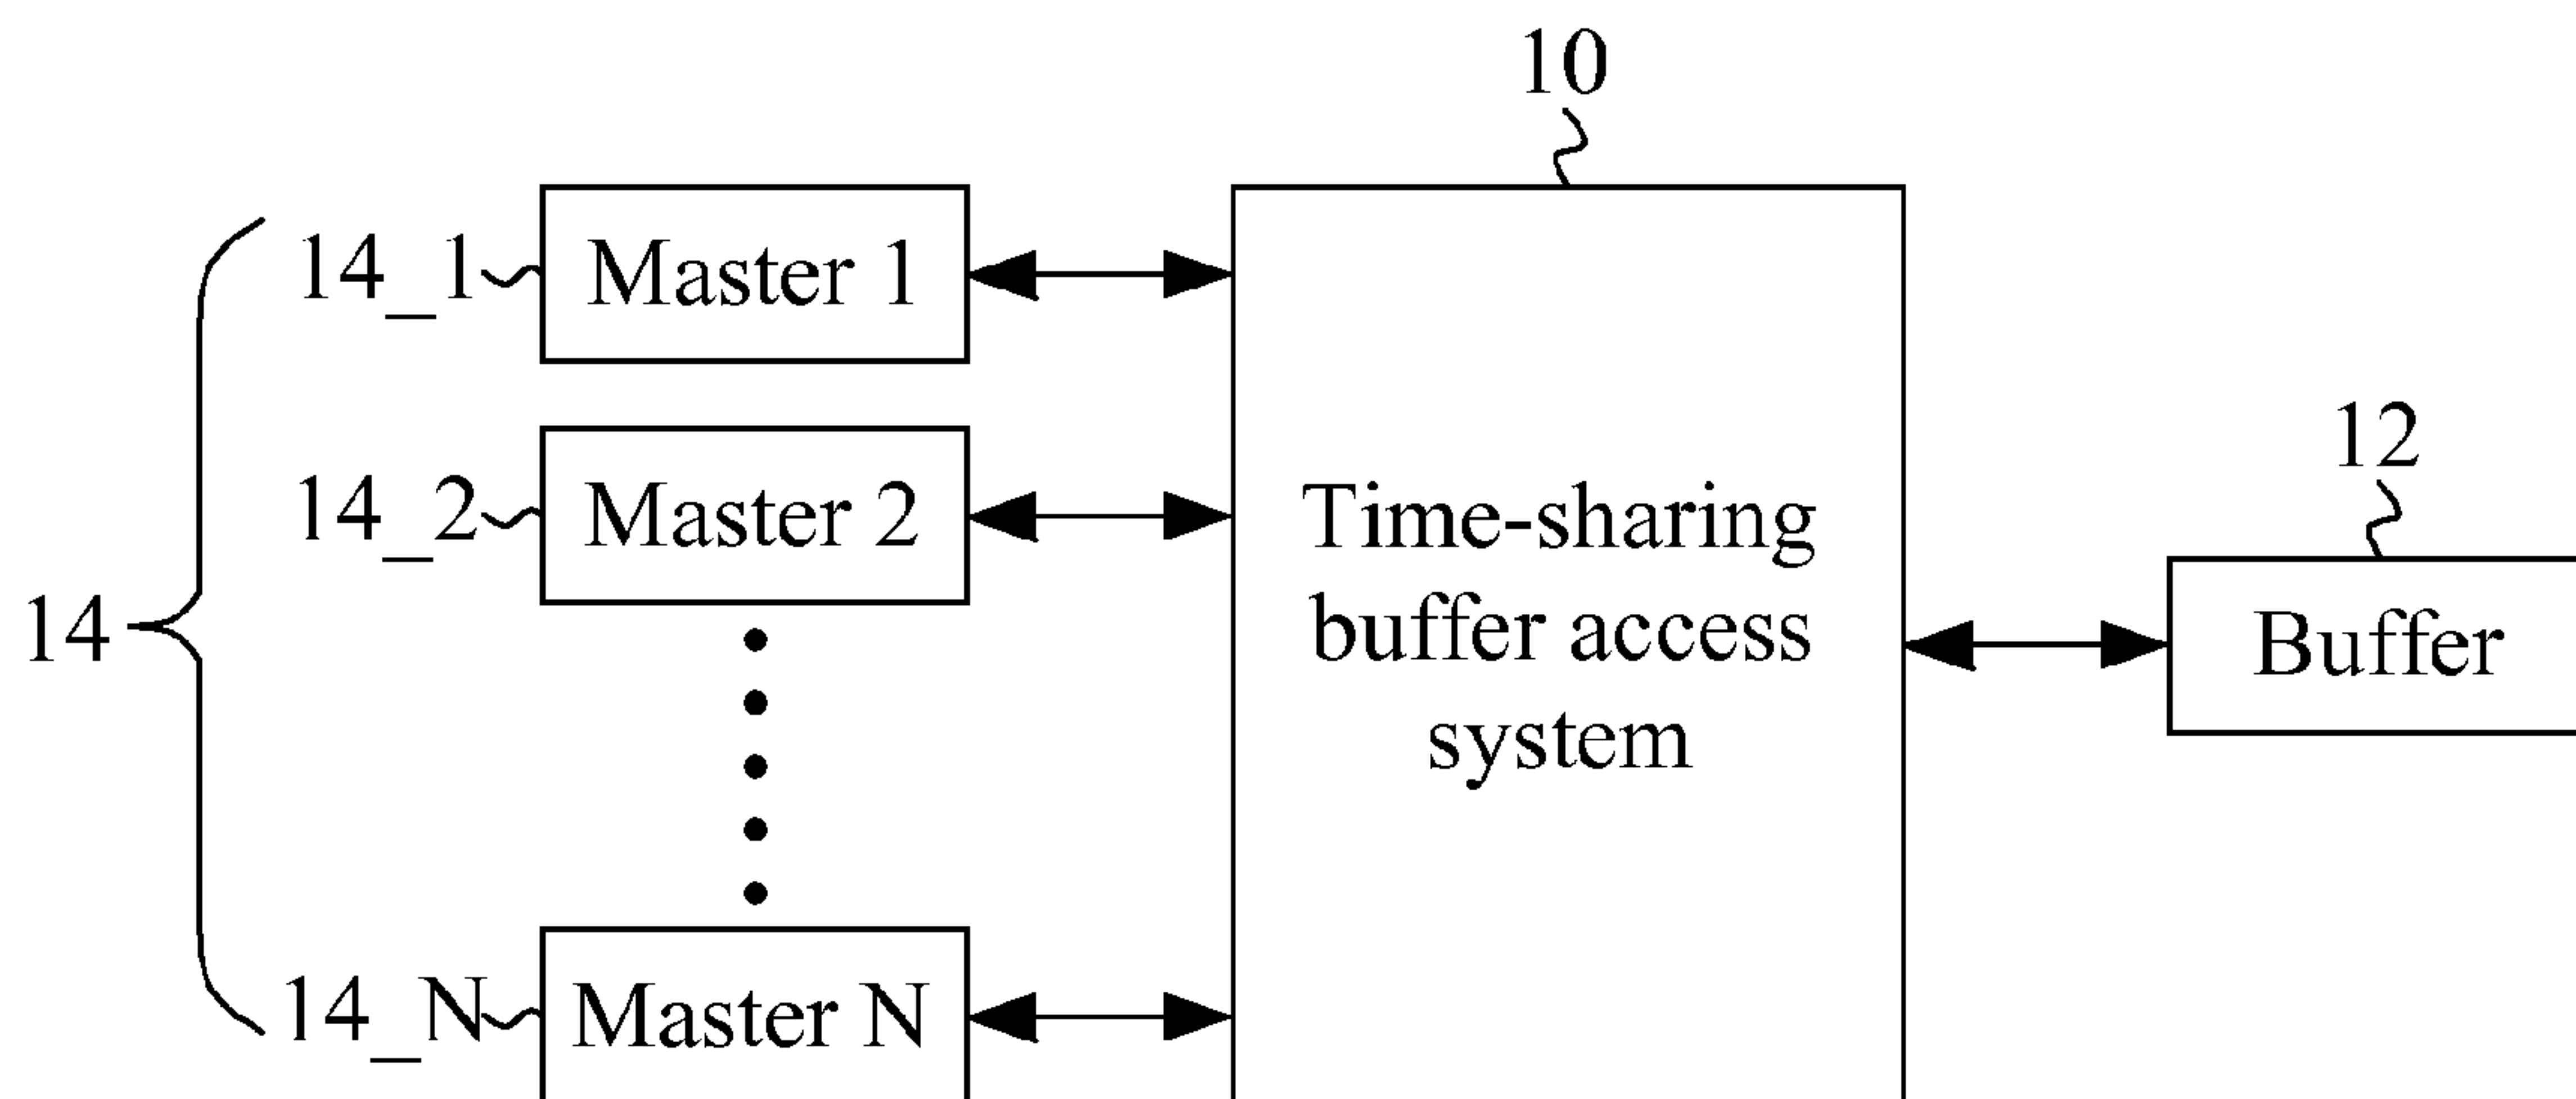 10
14_1
Master 1
14_2
Master 2
12
14
Time-sharing
buffer access
system
Buffer
14_N
Master N